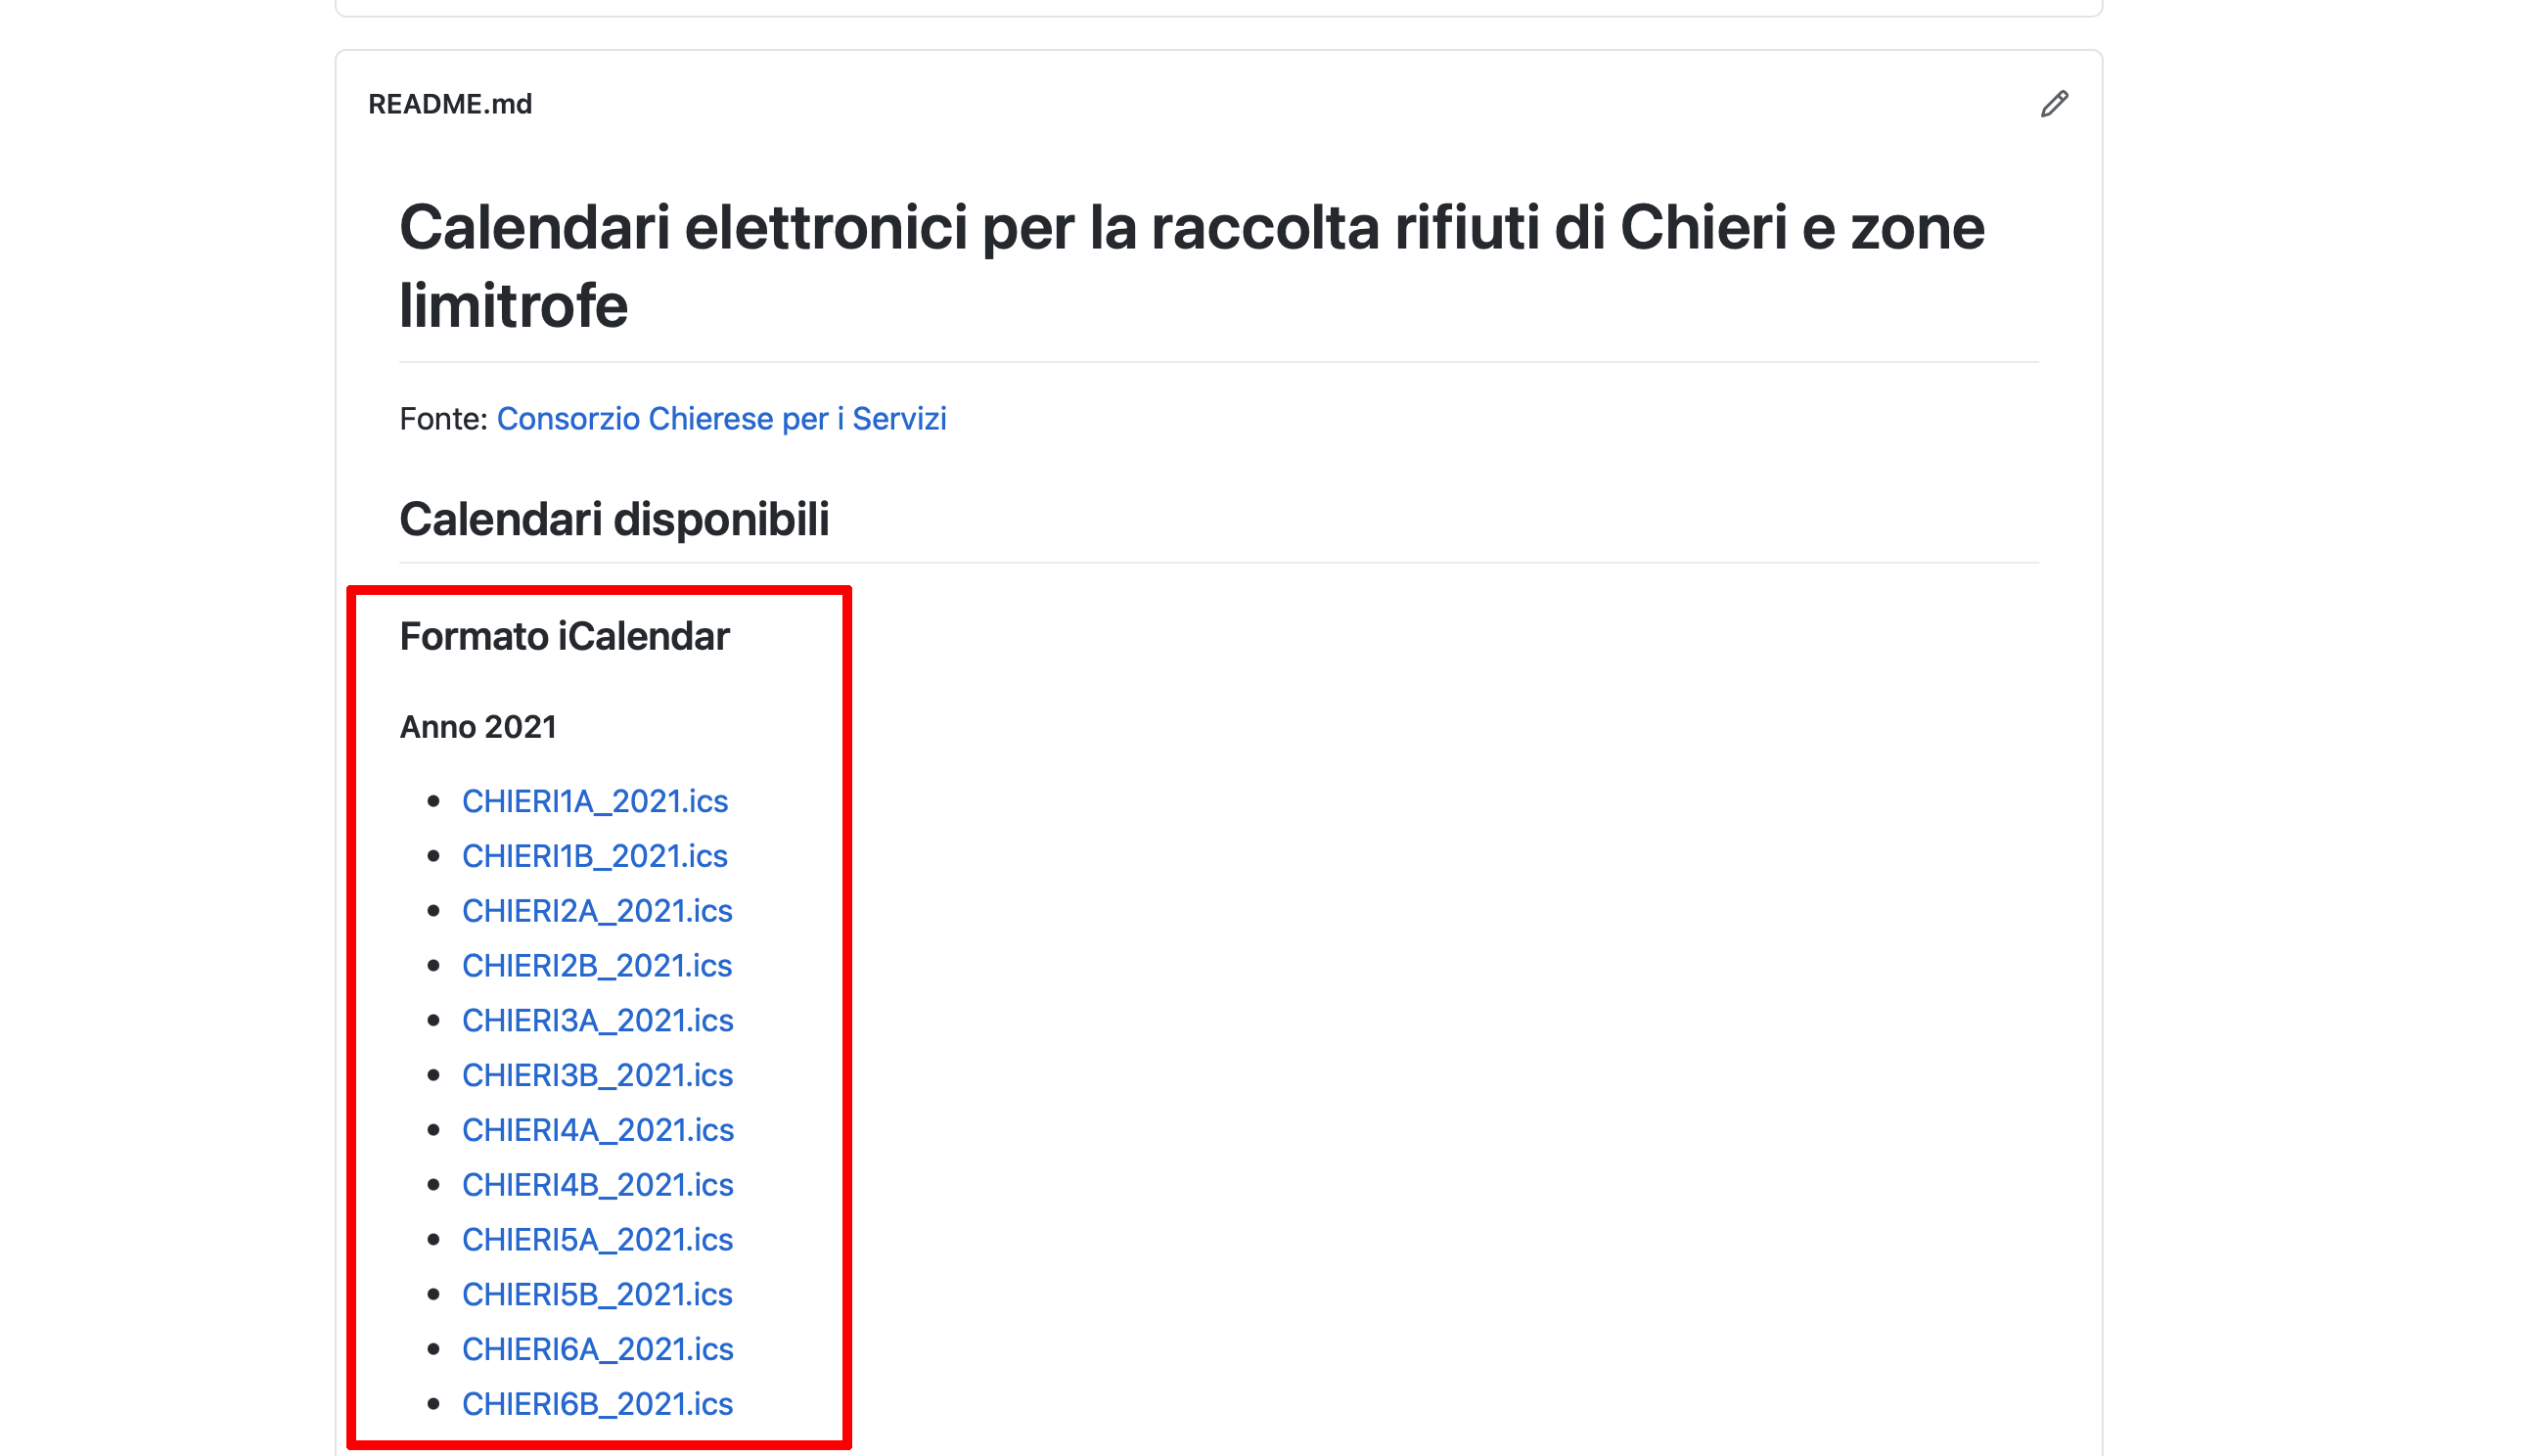 README.md
Calendari elettronici per la raccolta rifiuti di Chieri e zone
limitrofe
Fonte: Consorzio Chierese per i Servizi
Calendari disponibili
Formato iCalendar
Anno 2021
CHIERI1A_2021.ics
CHIERI1B_2021.ics
CHIERI2A_2021.ics
CHIERI2B_2021.ics
CHIERI3A_2021.ics
CHIERI3B_2021.ics
CHIERI4A_2021.ics
CHIERI4B_2021.ics
CHIERI5A_2021.ics
CHIERI5B_2021.ics
CHIERI6A_2021.ics
CHIERI6B_2021.ics